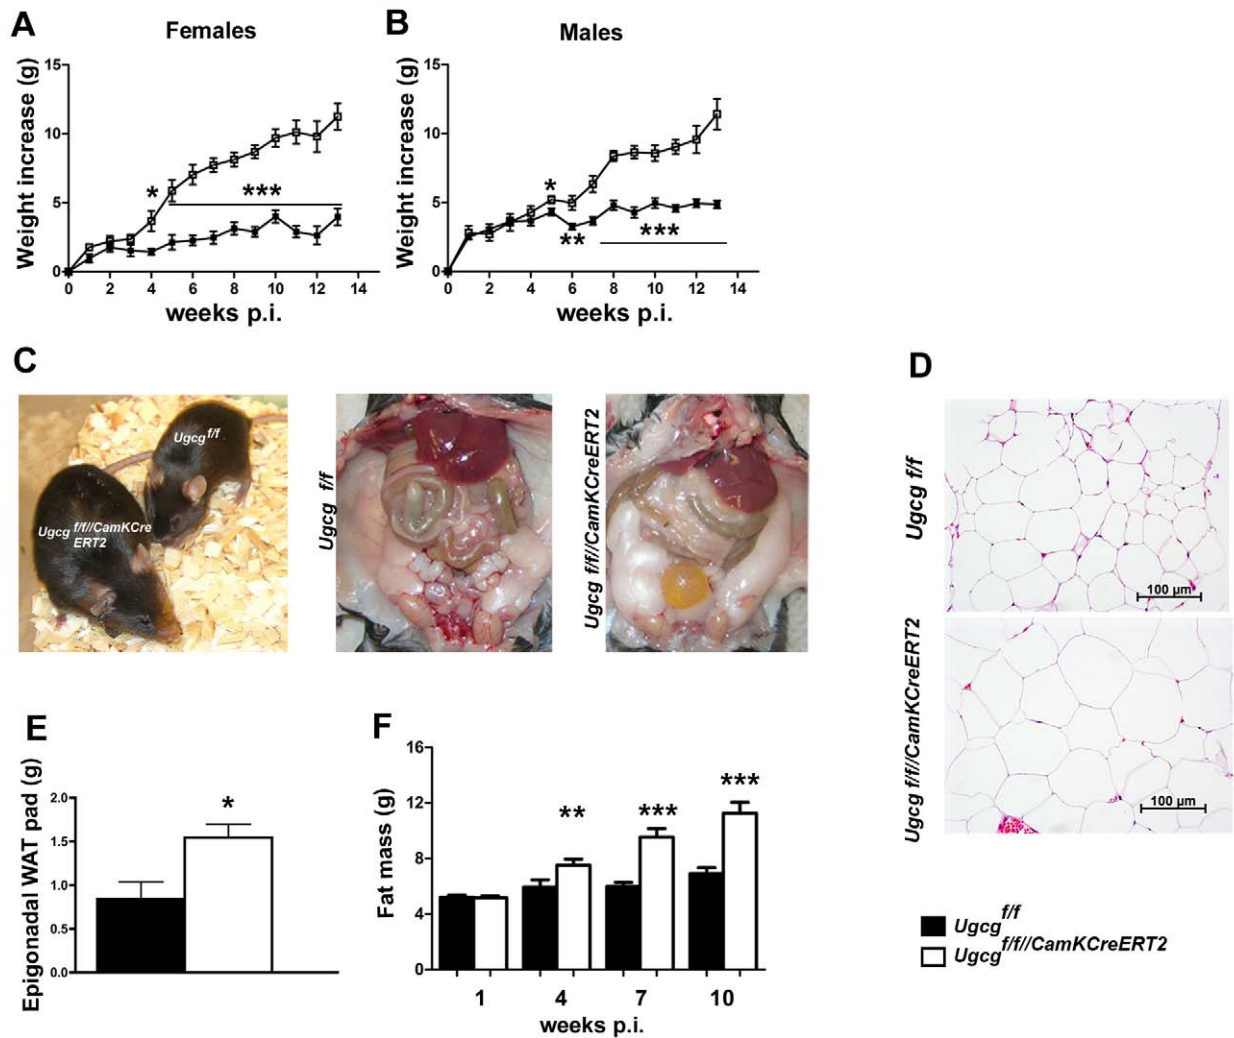 A
Females
Weight increase (g)
15
10
5
0
0 2 4 6 8 10 12 14
*
***
weeks p.i.
B
Males
Weight increase (g)
15
10
5
0
0 2 4 6 8 10 12 14
*
**
***
weeks p.i.
C
Ugcg f/f
Ugcg f/f//CamKCre
ERT2
Ugcg f/f
Ugcg f/f//CamKCreERT2
D
Ugcg f/f
100 µm
Ugcg f/f//CamKCreERT2
100 µm
E
Epigonadal WAT pad (g)
2.0
1.5
1.0
0.5
0.0
*
F
Fat mass (g)
16
12
8
4
0
**
***
***
1 4 7 10
weeks p.i.
Ugcg f/f
Ugcg f/f//CamKCreERT2